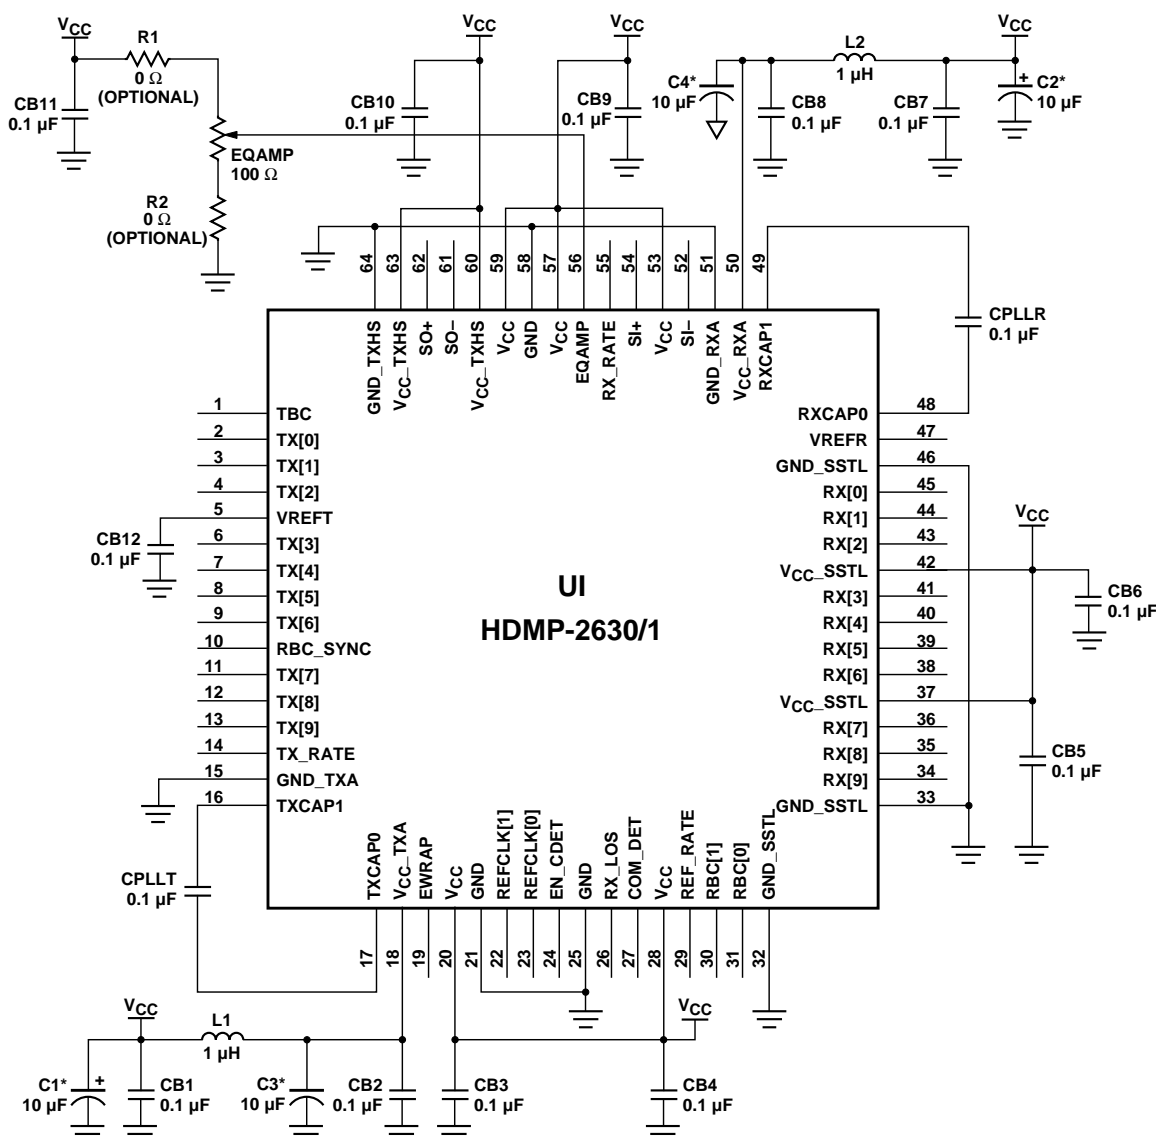 VCC
R1
0 Ω
(OPTIONAL)
CB11
0.1 µF
EQAMP
100 Ω
R2
0 Ω
(OPTIONAL)
VCC
CB10
0.1 µF
VCC
CB9
0.1 µF
C4*
10 µF
CB8
0.1 µF
L2
1 µH
CB7
0.1 µF
VCC
+
C2*
10 µF
64
63
62
61
60
59
58
57
56
55
54
53
52
51
50
49
GND_TXHS
VCC_TXHS
SO+
SO–
VCC_TXHS
VCC
GND
VCC
EQAMP
RX_RATE
SI+
VCC
SI–
GND_RXA
VCC_RXA
RXCAP1
CPLLR
0.1 µF
1 TBC
2 TX[0]
3 TX[1]
4 TX[2]
5 VREFT
6 TX[3]
7 TX[4]
8 TX[5]
9 TX[6]
10 RBC_SYNC
11 TX[7]
12 TX[8]
13 TX[9]
14 TX_RATE
15 GND_TXA
16 TXCAP1
CB12
0.1 µF
UI
HDMP-2630/1
RXCAP0 48
VREFR 47
GND_SSTL 46
RX[0] 45
RX[1] 44
RX[2] 43
VCC_SSTL 42
RX[3] 41
RX[4] 40
RX[5] 39
RX[6] 38
VCC_SSTL 37
RX[7] 36
RX[8] 35
RX[9] 34
GND_SSTL 33
VCC
CB6
0.1 µF
CB5
0.1 µF
CPLLT
0.1 µF
TXCAP0
VCC_TXA
EWRAP
VCC
GND
REFCLK[1]
REFCLK[0]
EN_CDET
GND
RX_LOS
COM_DET
VCC
REF_RATE
RBC[1]
RBC[0]
GND_SSTL
17
18
19
20
21
22
23
24
25
26
27
28
29
30
31
32
VCC
L1
1 µH
C1*
10 µF
+
CB1
0.1 µF
C3*
10 µF
CB2
0.1 µF
CB3
0.1 µF
VCC
CB4
0.1 µF